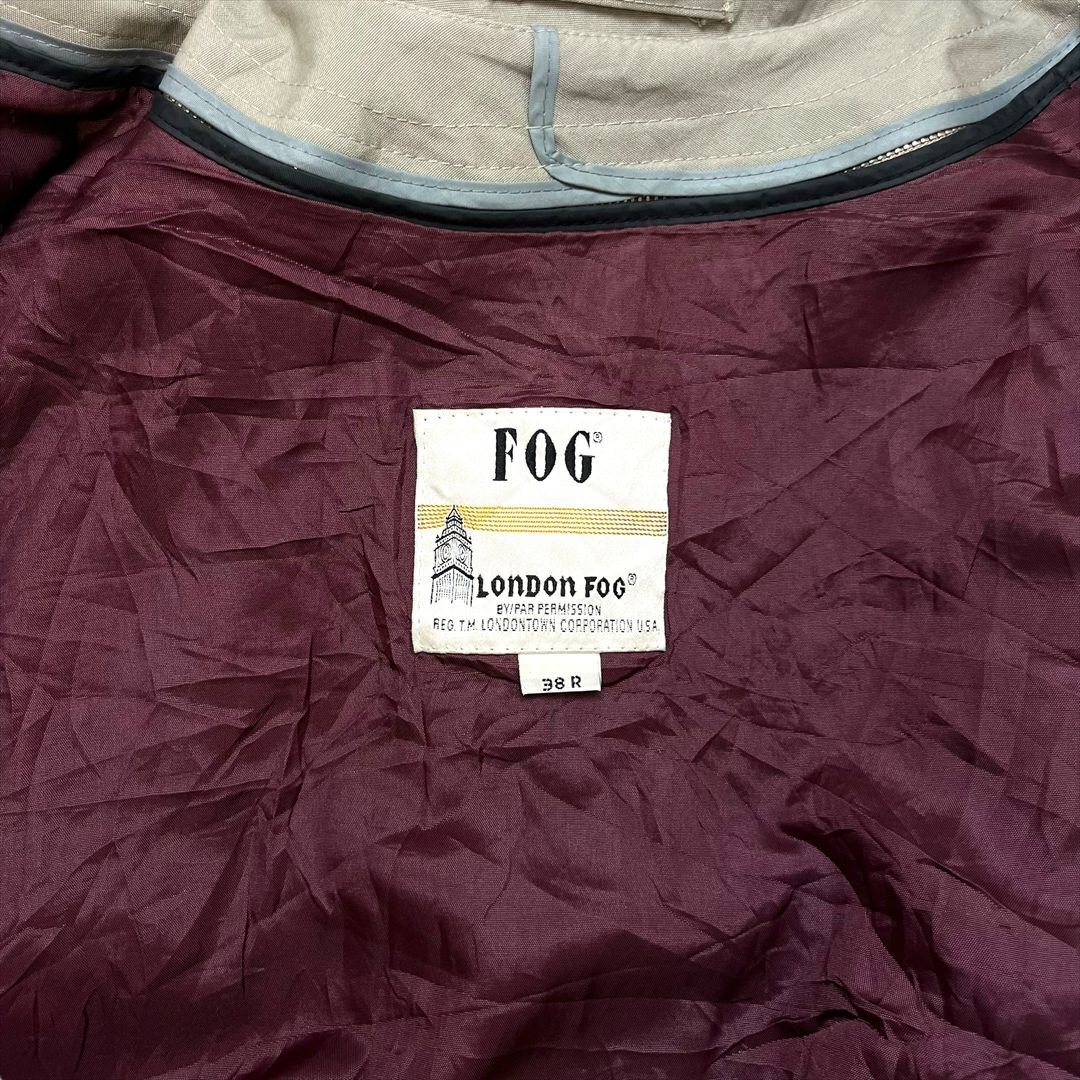 FOG®
LONDON FOG®
BY/PAR PERMISSION
REG. T.M. LONDONTOWN CORPORATION U.S.A.
38 R